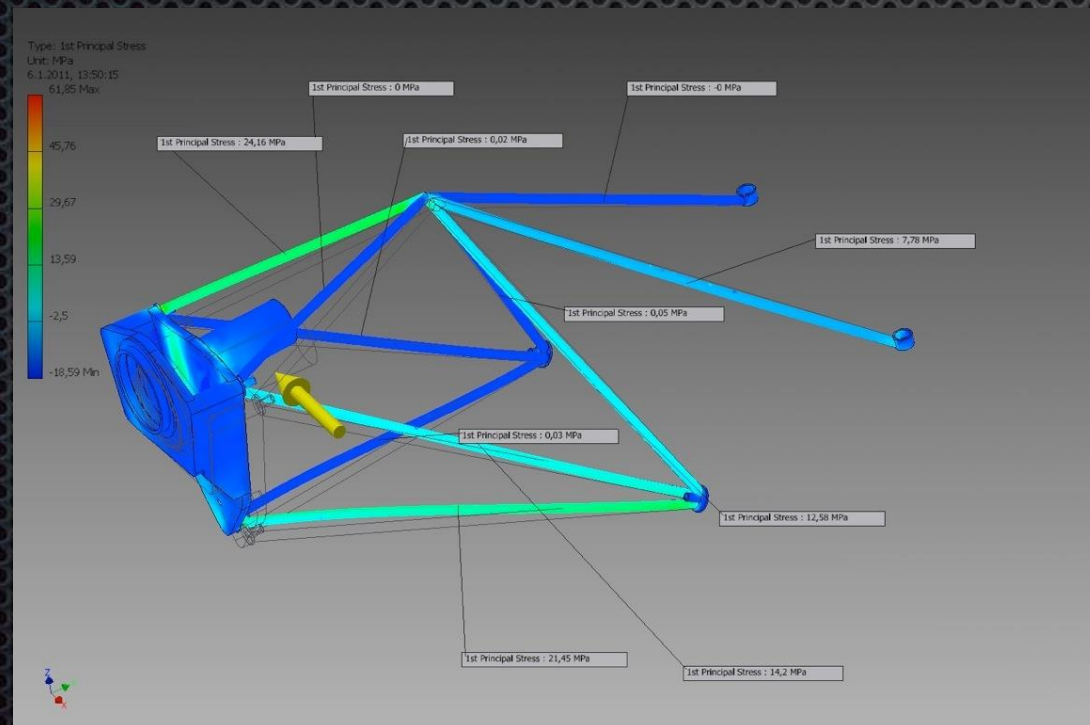 Type: 1st Principal Stress
Unit: MPa
6.1.2011, 13:50:15
61,85 Max
45,76
29,67
13,59
-2,5
-18,59 Min
1st Principal Stress : 0 MPa
1st Principal Stress : -0 MPa
1st Principal Stress : 24,16 MPa
1st Principal Stress : 0,02 MPa
1st Principal Stress : 7,78 MPa
1st Principal Stress : 0,05 MPa
1st Principal Stress : 0,03 MPa
1st Principal Stress : 12,58 MPa
1st Principal Stress : 21,45 MPa
1st Principal Stress : 14,2 MPa
Z
X